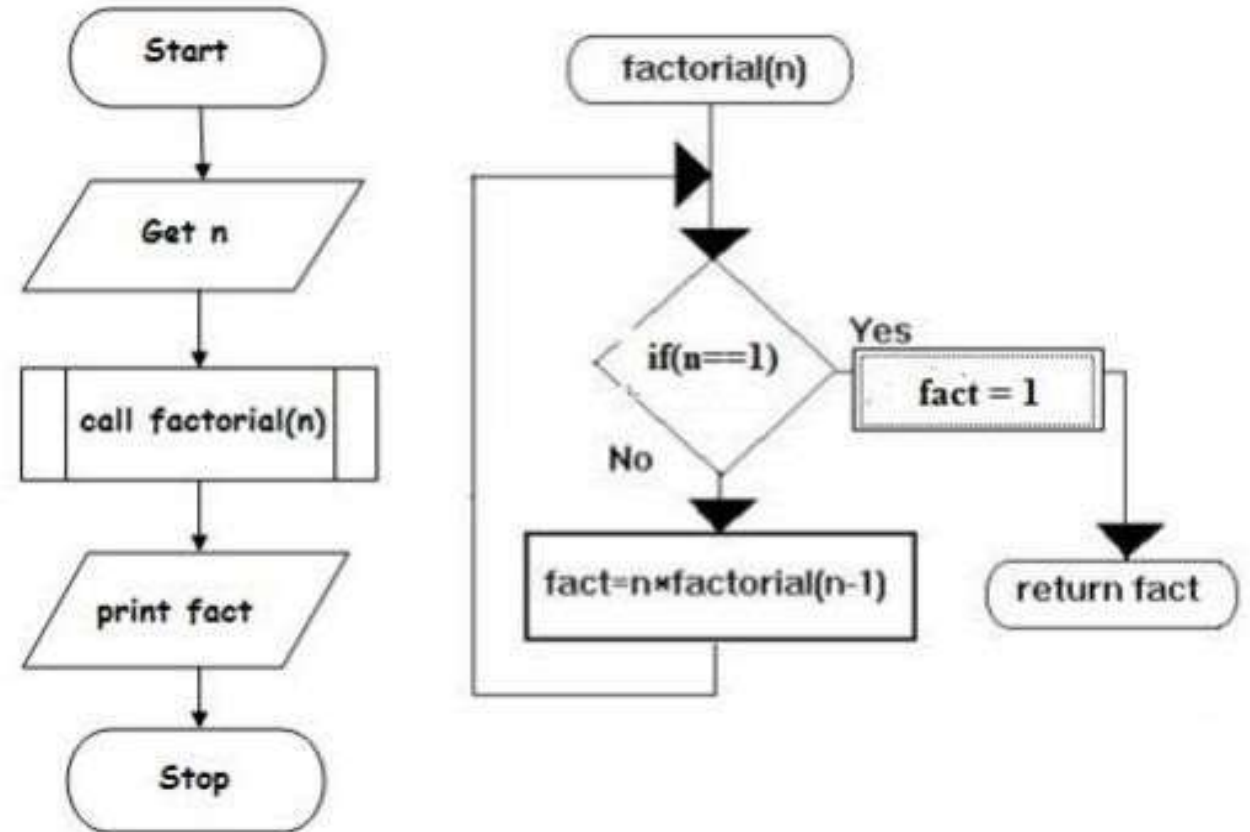 Start
Get n
call factorial(n)
print fact
Stop
factorial(n)
if(n==1)
Yes
fact = 1
No
fact=n*factorial(n-1)
return fact